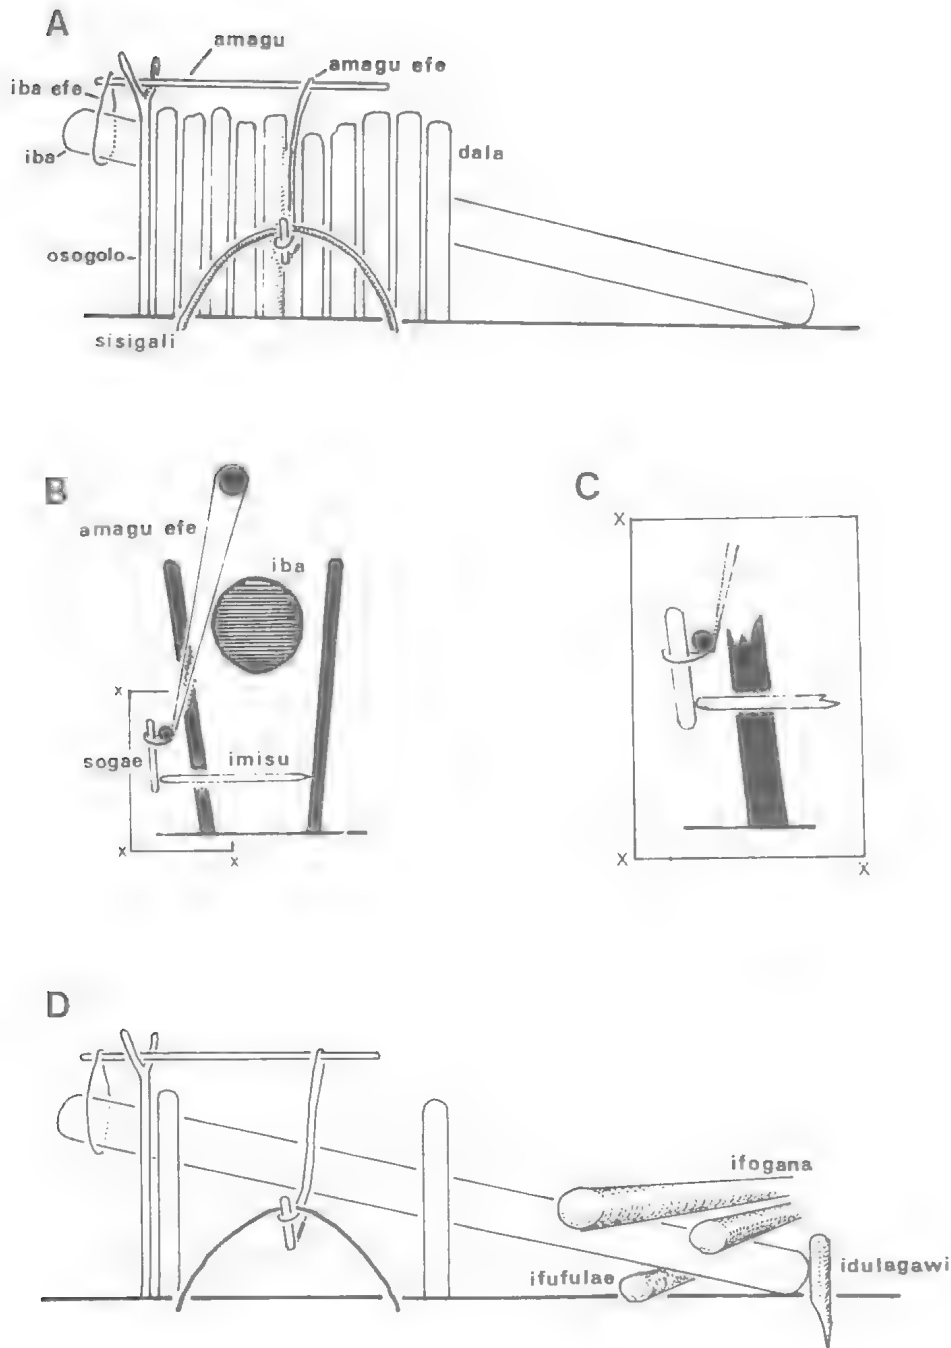 A
amagu
amagu efe
iba efe
iba
dala
osogolo
sisigali
B
amagu efe
iba
x
sogae
imisu
x
x
C
X
X
X
D
ifogana
idulagawi
ifufulae